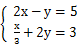 2x − y = 5
x/3 + 2y = 3